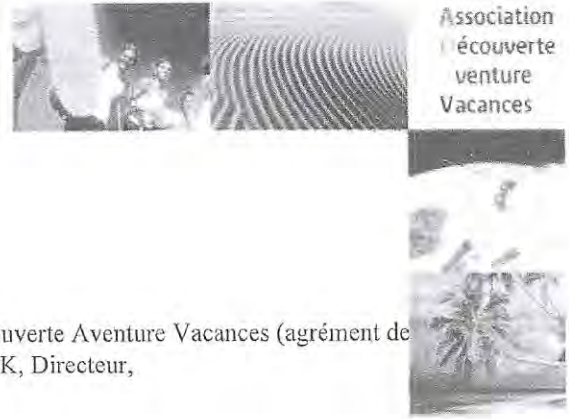 Association
écouverte
venture
Vacances
uverte Aventure Vacances (agrément de
K, Directeur,